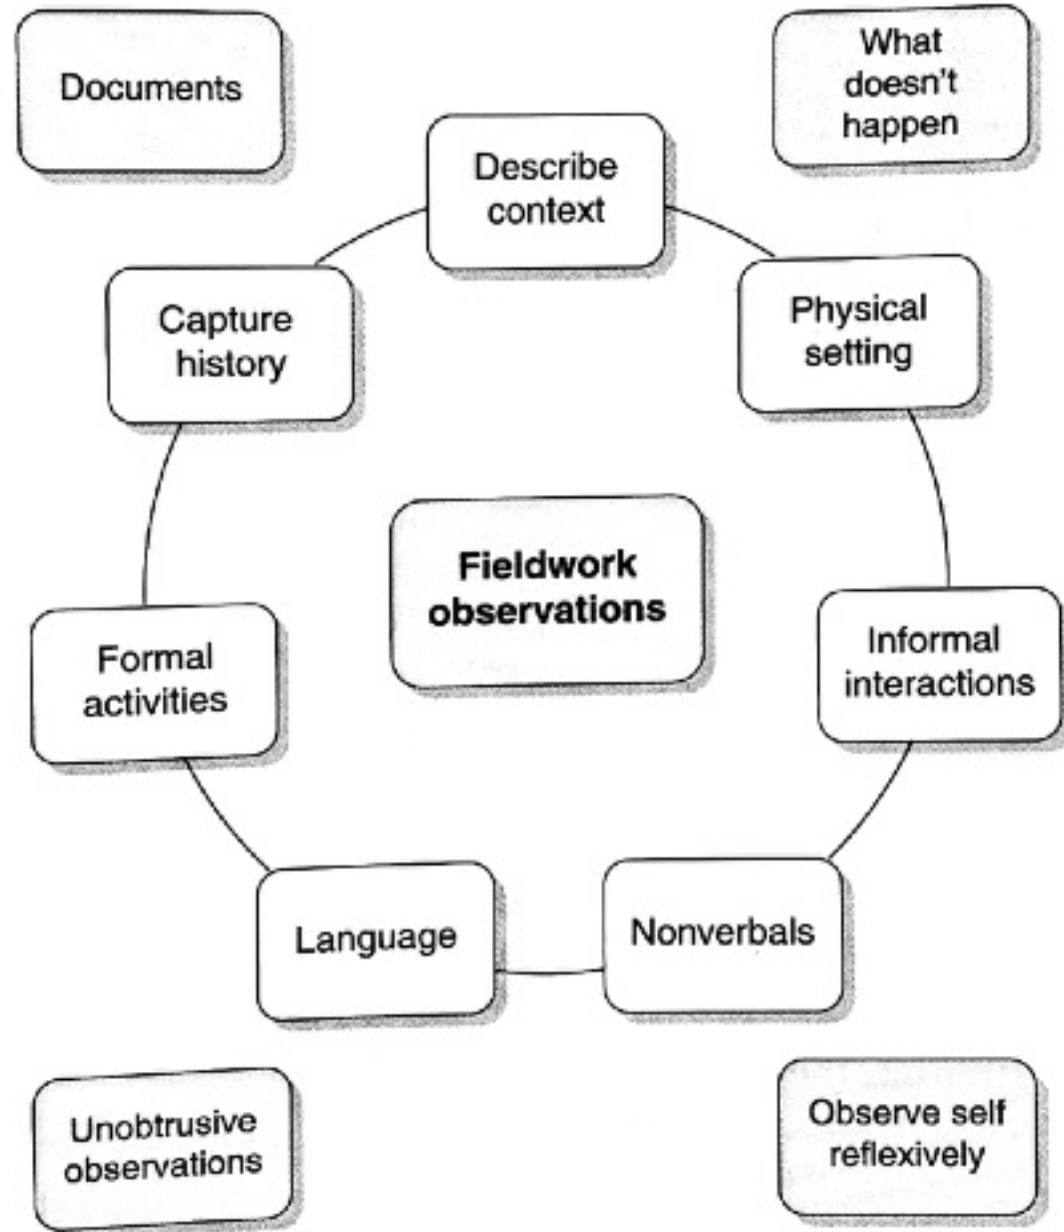 Documents
What
doesn't
happen
Describe
context
Capture
history
Physical
setting
Fieldwork
observations
Formal
activities
Informal
interactions
Language
Nonverbals
Unobtrusive
observations
Observe self
reflexively